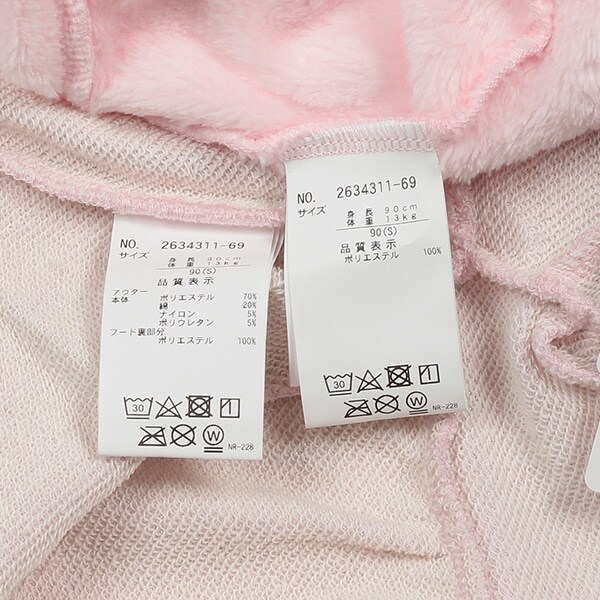 NO. 2634311-69
サイズ
身長 90cm
体重 13kg
90(S)
品質表示
アウター
本体 ポリエステル 70%
綿 20%
ナイロン 5%
ポリウレタン 5%
フード裏部分
ポリエステル 100%
30
W
NR-228
NO. 2634311-69
サイズ
身長 90cm
体重 13kg
90(S)
品質表示
ポリエステル 100%
30
W
NR-228